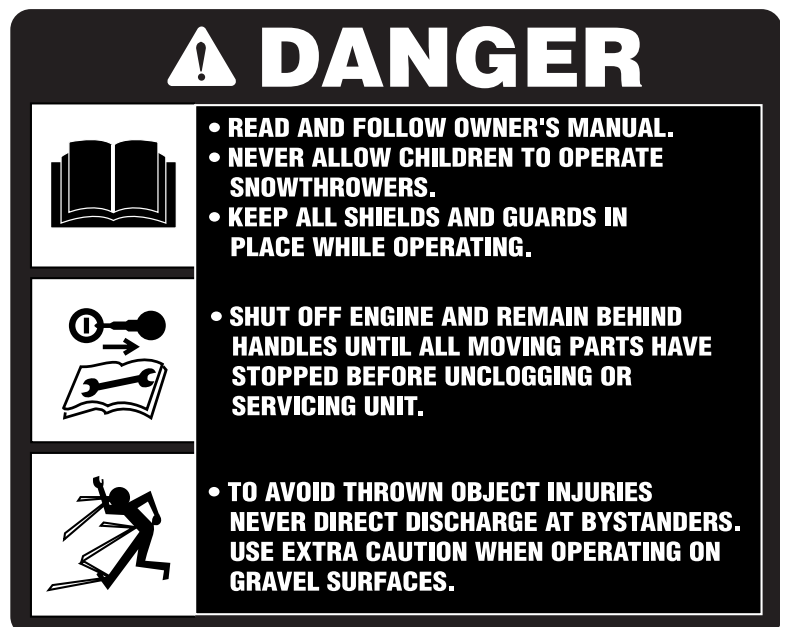 DANGER
• READ AND FOLLOW OWNER'S MANUAL.
• NEVER ALLOW CHILDREN TO OPERATE
SNOWTHROWERS.
• KEEP ALL SHIELDS AND GUARDS IN
PLACE WHILE OPERATING.
• SHUT OFF ENGINE AND REMAIN BEHIND
HANDLES UNTIL ALL MOVING PARTS HAVE
STOPPED BEFORE UNCLOGGING OR
SERVICING UNIT.
• TO AVOID THROWN OBJECT INJURIES
NEVER DIRECT DISCHARGE AT BYSTANDERS.
USE EXTRA CAUTION WHEN OPERATING ON
GRAVEL SURFACES.